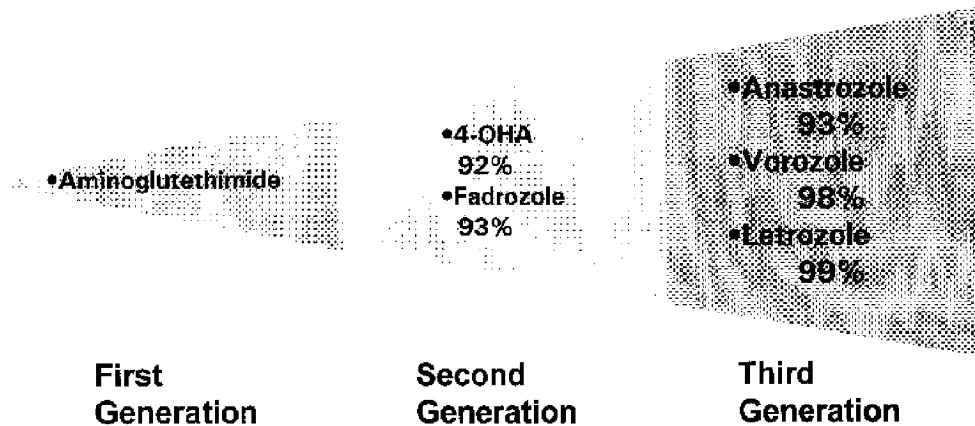 •Aminoglutethimide
•4-OHA
92%
•Fadrozole
93%
•Anastrozole
93%
•Vorozole
98%
•Letrozole
99%
First
Generation
Second
Generation
Third
Generation